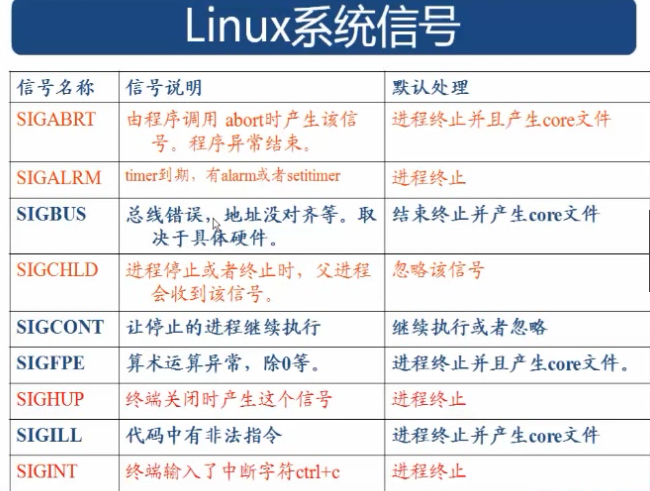 Linux系统信号
信号名称 信号说明 默认处理
SIGABRT 由程序调用 abort时产生该信 进程终止并且产生core文件
号。程序异常结束。
SIGALRM timer到期，有alarm或者setitimer 进程终止
SIGBUS 总线错误，地址没对齐等。取 结束终止并产生core文件
决于具体硬件。
SIGCHLD 进程停止或者终止时，父进程 忽略该信号
会收到该信号。
SIGCONT 让停止的进程继续执行 继续执行或者忽略
SIGFPE 算术运算异常，除0等。 进程终止并且产生core文件。
SIGHUP 终端关闭时产生这个信号 进程终止
SIGILL 代码中有非法指令 进程终止并产生core文件
SIGINT 终端输入了中断字符ctrl+c 进程终止